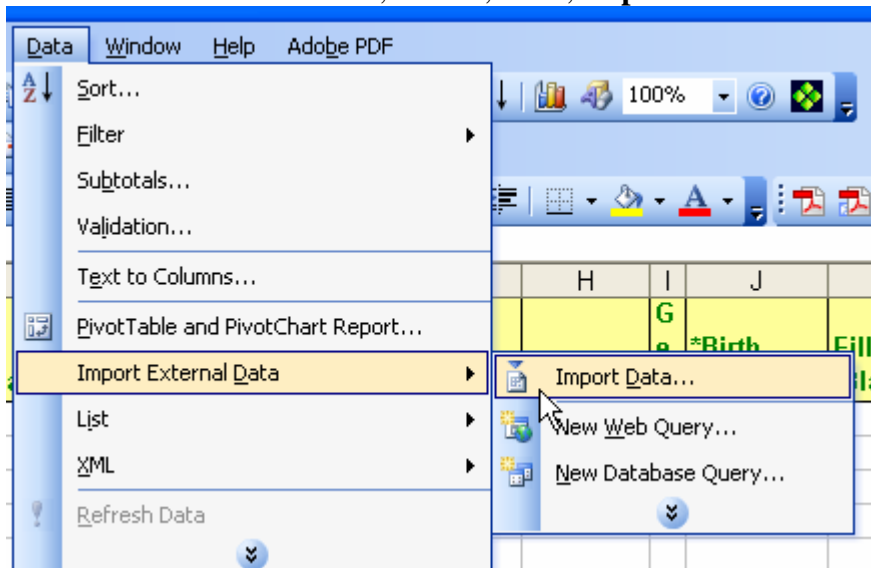 Data Window Help Adobe PDF
Sort...
100%
Filter
Subtotals...
Validation...
Text to Columns...
H I J
PivotTable and PivotChart Report...
G
*Birth
Import External Data
Import Data...
List
New Web Query...
XML
New Database Query...
Refresh Data